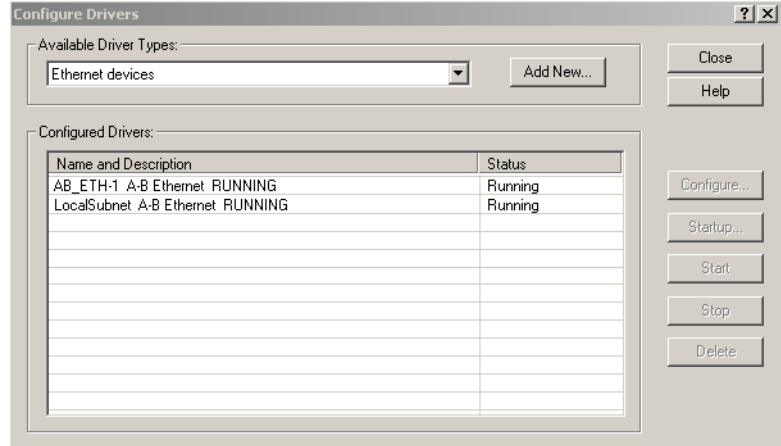 Configure Drivers
Available Driver Types:
Ethernet devices
Add New...
Close
Help
Configured Drivers:
Name and Description Status
AB_ETH-1 A-B Ethernet RUNNING Running
LocalSubnet A-B Ethernet RUNNING Running
Configure...
Startup...
Start
Stop
Delete